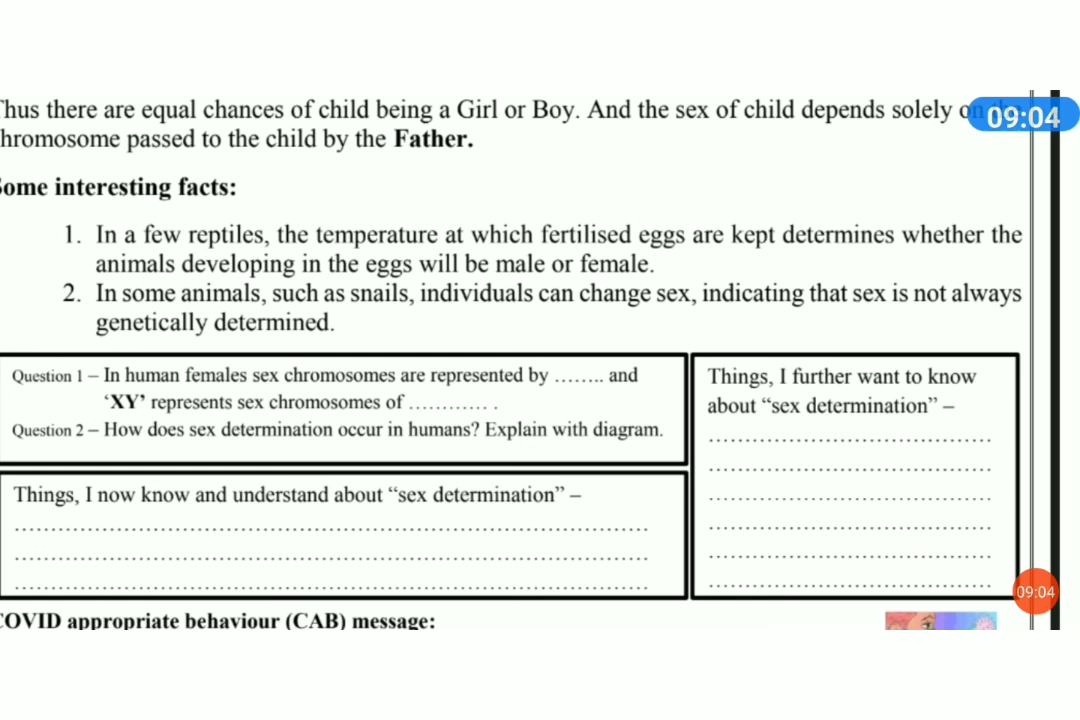 Thus there are equal chances of child being a Girl or Boy. And the sex of child depends solely on
hromosome passed to the child by the Father.
09:04
Some interesting facts:
1. In a few reptiles, the temperature at which fertilised eggs are kept determines whether the
animals developing in the eggs will be male or female.
2. In some animals, such as snails, individuals can change sex, indicating that sex is not always
genetically determined.
Question 1 – In human females sex chromosomes are represented by ........ and
‘XY’ represents sex chromosomes of ............ .
Question 2 – How does sex determination occur in humans? Explain with diagram.
Things, I now know and understand about “sex determination” –
Things, I further want to know
about “sex determination” –
09:04
COVID appropriate behaviour (CAB) message: